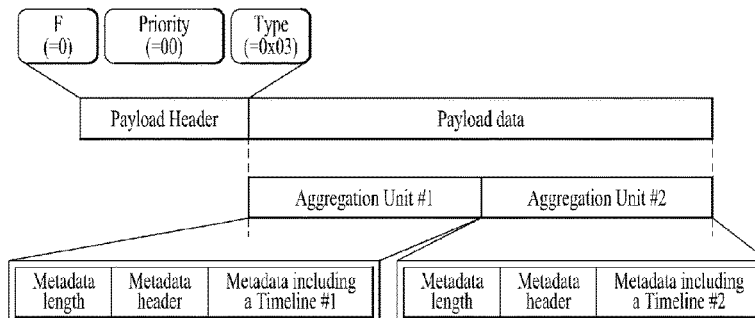 F
(=0)
Priority
(=00)
Type
(=0x03)
Payload Header
Payload data
Aggregation Unit #1
Aggregation Unit #2
Metadata
length
Metadata
header
Metadata including
a Timeline #1
Metadata
length
Metadata
header
Metadata including
a Timeline #2